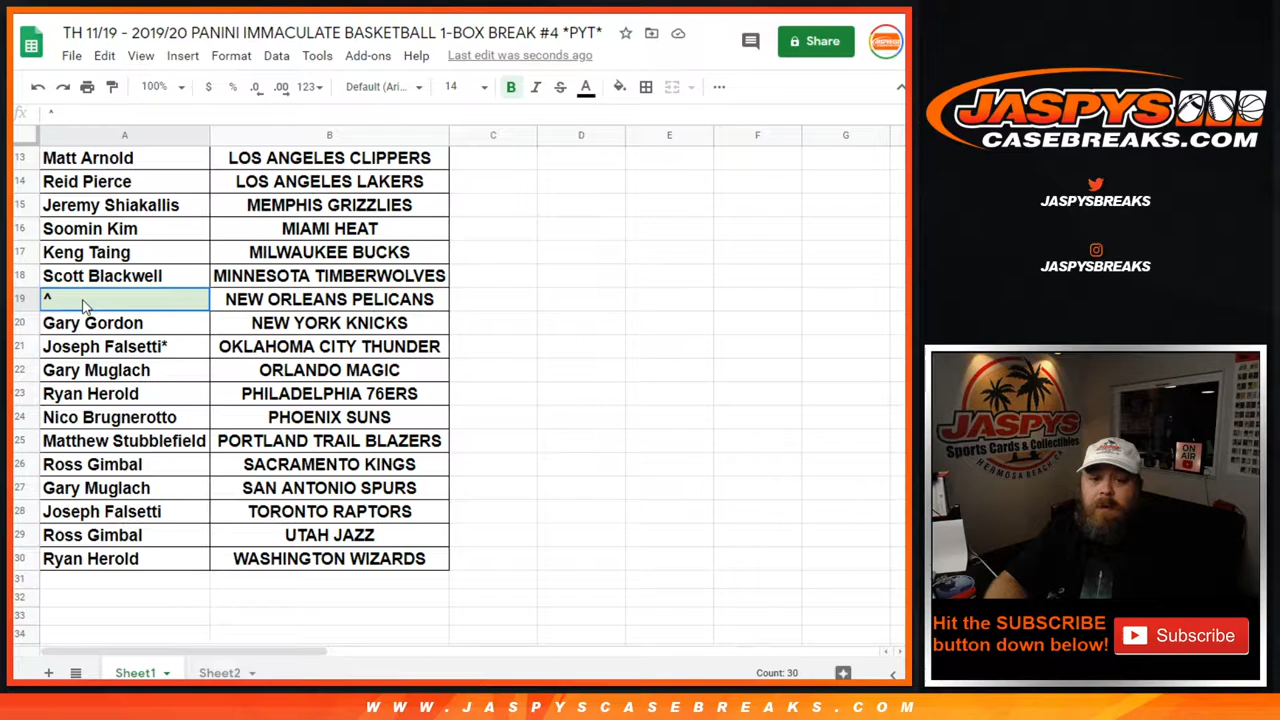 TH 11/19 - 2019/20 PANINI IMMACULATE BASKETBALL 1-BOX BREAK #4 *PYT*
Share
File Edit View Insert Format Data Tools Add-ons Help Last edit was seconds ago
100% $ % .0 .00 123 Default (Ari... 14 B I S A
fx ^
A B C D E F G
13 Matt Arnold LOS ANGELES CLIPPERS
14 Reid Pierce LOS ANGELES LAKERS
15 Jeremy Shiakallis MEMPHIS GRIZZLIES
16 Soomin Kim MIAMI HEAT
17 Keng Taing MILWAUKEE BUCKS
18 Scott Blackwell MINNESOTA TIMBERWOLVES
19 ^ NEW ORLEANS PELICANS
20 Gary Gordon NEW YORK KNICKS
21 Joseph Falsetti* OKLAHOMA CITY THUNDER
22 Gary Muglach ORLANDO MAGIC
23 Ryan Herold PHILADELPHIA 76ERS
24 Nico Brugnerotto PHOENIX SUNS
25 Matthew Stubblefield PORTLAND TRAIL BLAZERS
26 Ross Gimbal SACRAMENTO KINGS
27 Gary Muglach SAN ANTONIO SPURS
28 Joseph Falsetti TORONTO RAPTORS
29 Ross Gimbal UTAH JAZZ
30 Ryan Herold WASHINGTON WIZARDS
31
32
33
34
Sheet1 Sheet2 Count: 30
JASPYS
CASEBREAKS.COM
JASPYSBREAKS
JASPYSBREAKS
JASPYS
Sports Cards & Collectibles
HERMOSA BEACH, CA
ON
AIR
Hit the SUBSCRIBE
button down below!
Subscribe
WWW.JASPYSCASEBREAKS.COM